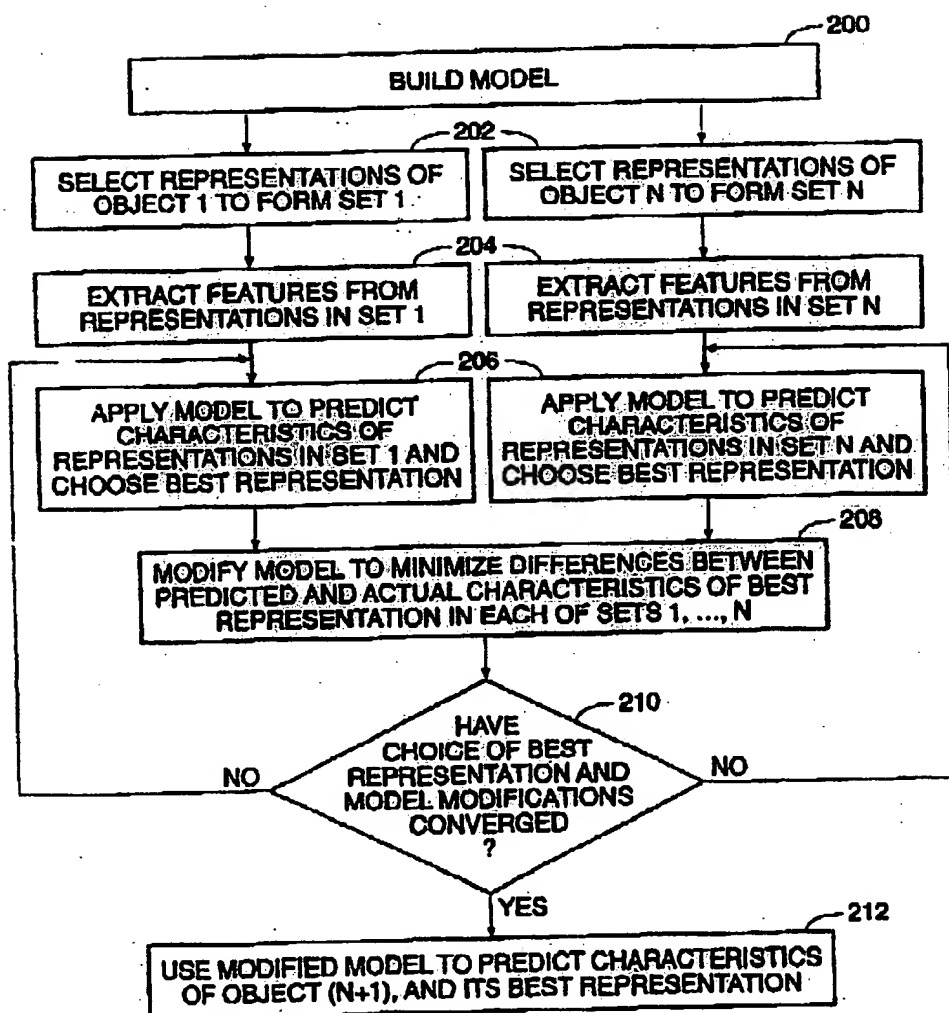 200
BUILD MODEL
202
SELECT REPRESENTATIONS OF
OBJECT 1 TO FORM SET 1
SELECT REPRESENTATIONS OF
OBJECT N TO FORM SET N
204
EXTRACT FEATURES FROM
REPRESENTATIONS IN SET 1
EXTRACT FEATURES FROM
REPRESENTATIONS IN SET N
206
APPLY MODEL TO PREDICT
CHARACTERISTICS OF
REPRESENTATIONS IN SET 1 AND
CHOOSE BEST REPRESENTATION
APPLY MODEL TO PREDICT
CHARACTERISTICS OF
REPRESENTATIONS IN SET N AND
CHOOSE BEST REPRESENTATION
208
MODIFY MODEL TO MINIMIZE DIFFERENCES BETWEEN
PREDICTED AND ACTUAL CHARACTERISTICS OF BEST
REPRESENTATION IN EACH OF SETS 1, ..., N
210
HAVE
CHOICE OF BEST
REPRESENTATION AND
MODEL MODIFICATIONS
CONVERGED
?
NO
NO
YES
212
USE MODIFIED MODEL TO PREDICT CHARACTERISTICS
OF OBJECT (N+1), AND ITS BEST REPRESENTATION